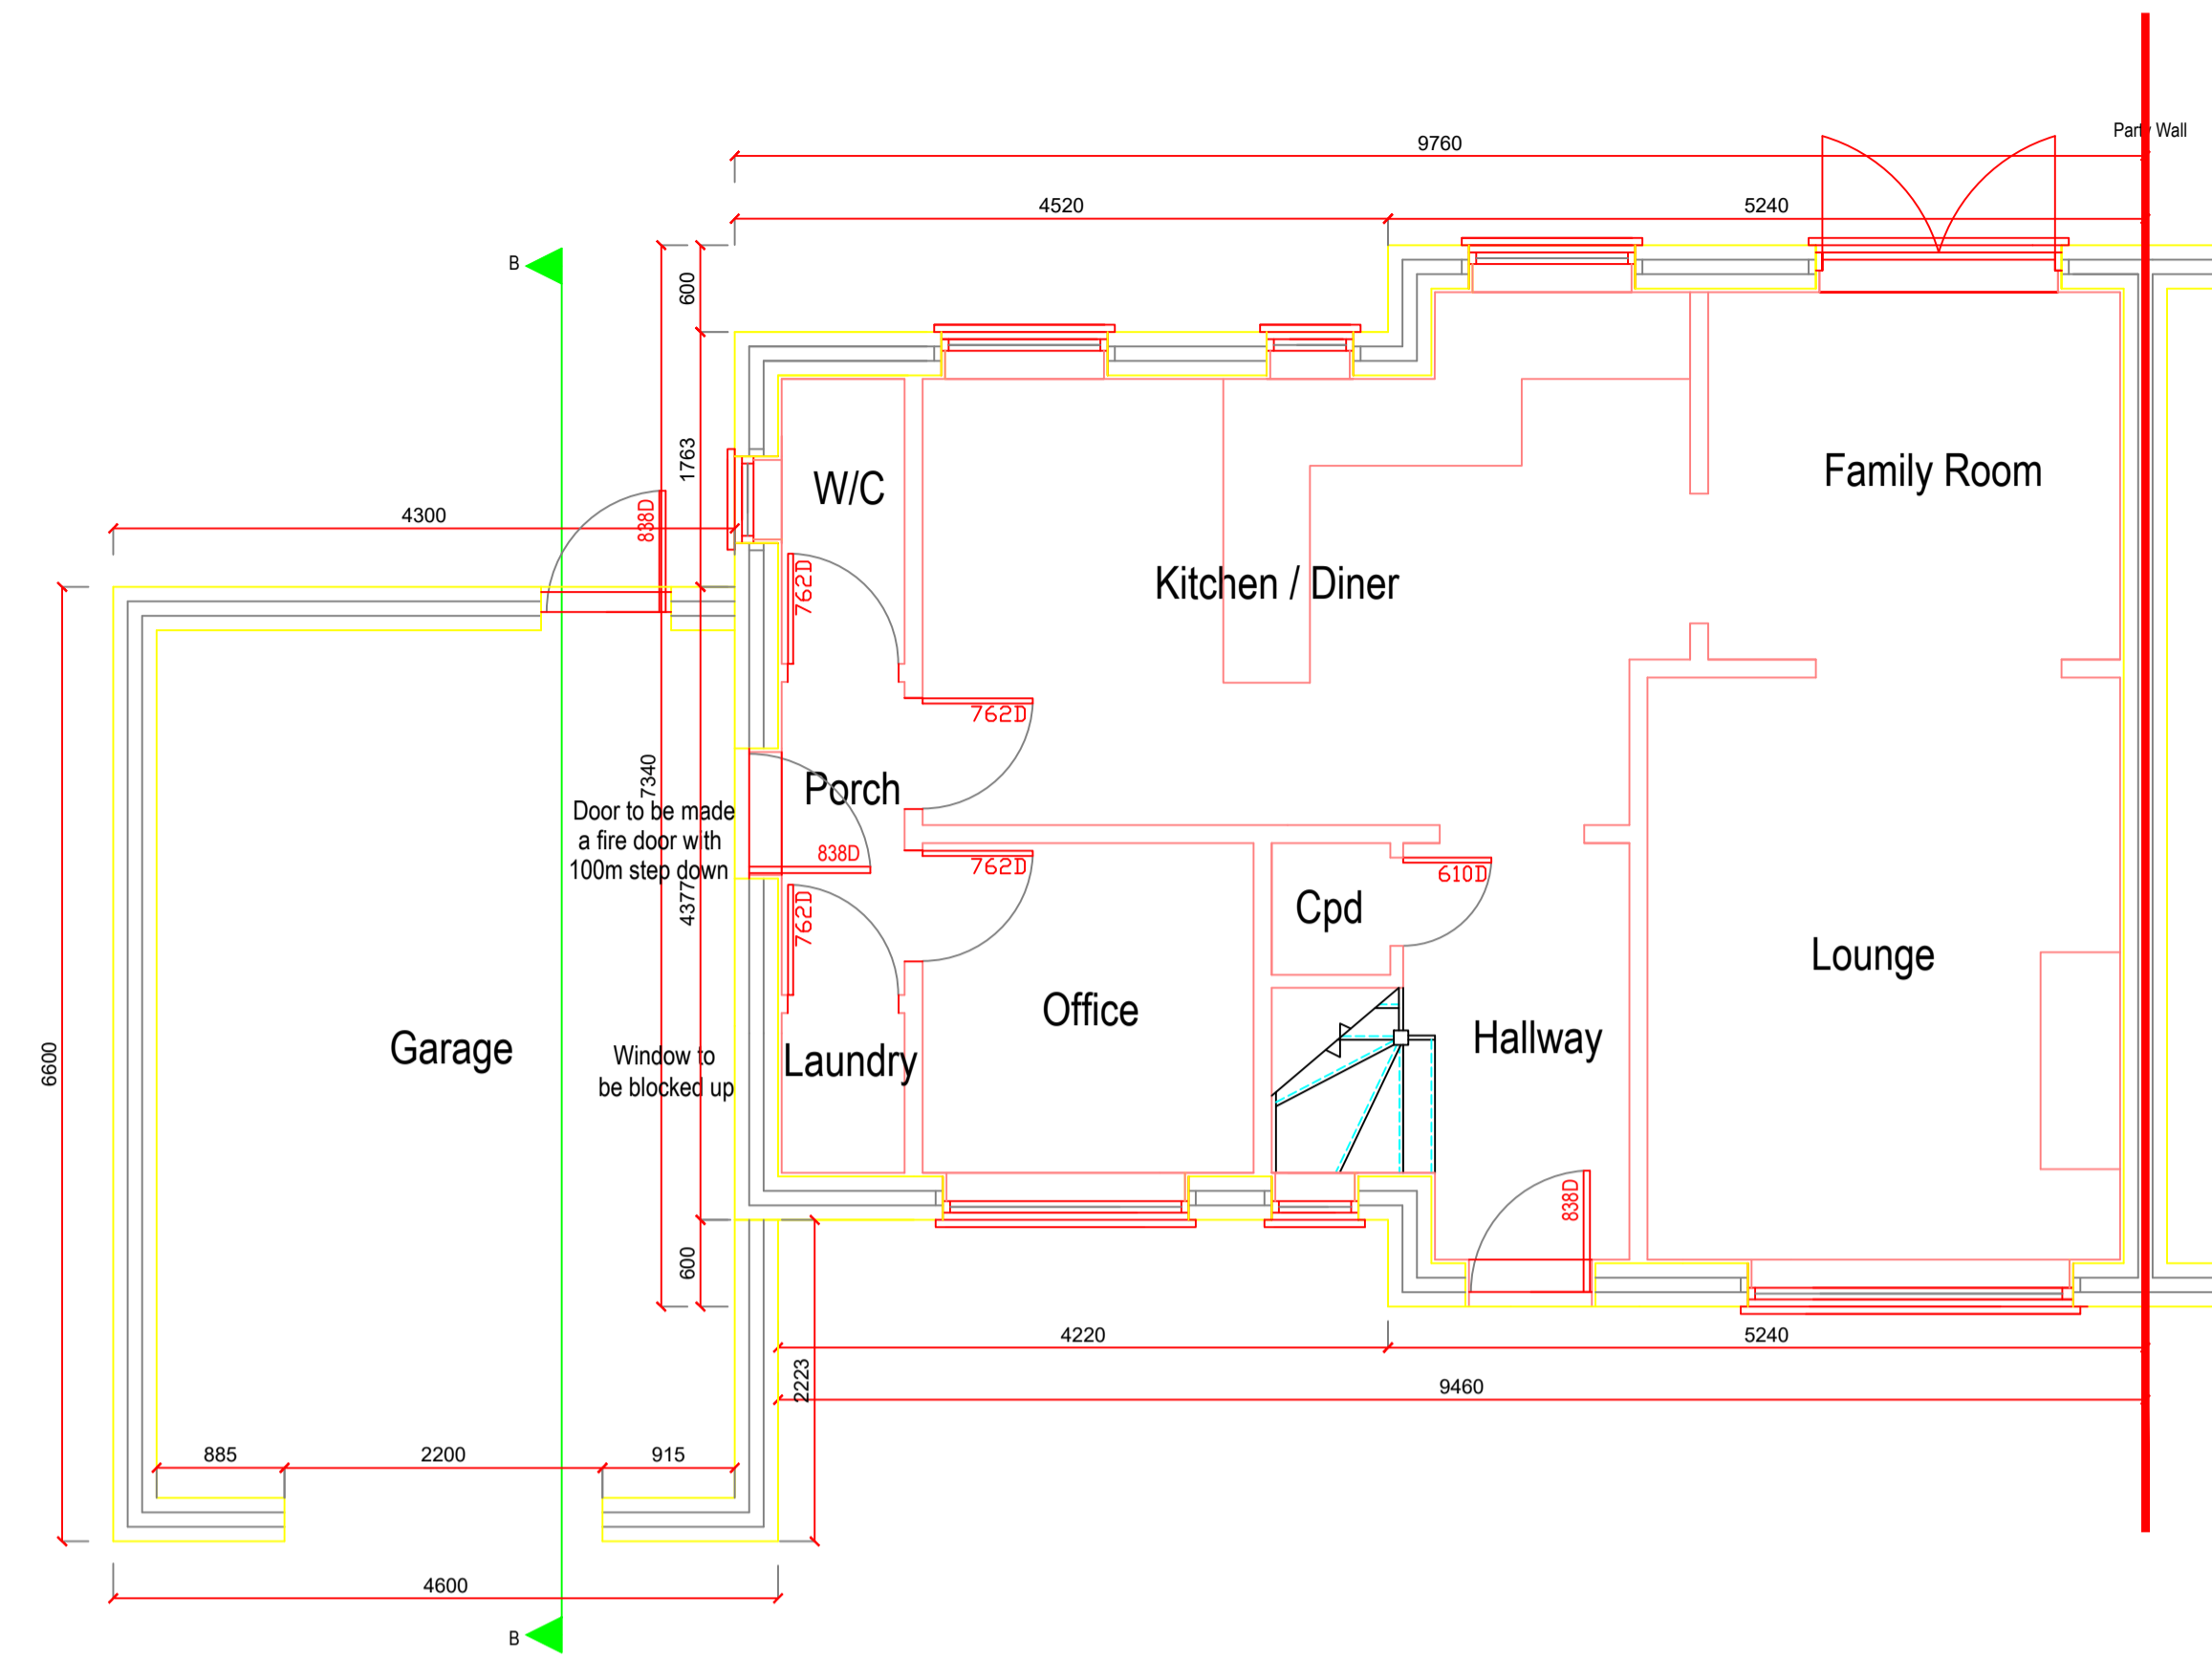 Party Wall
9760
4520
5240
B
600
1763
4300
838D
W/C
Family Room
762D
Kitchen / Diner
762D
7340
Porch
Door to be made
a fire door with
100m step down
838D
762D
610D
4377
762D
Cpd
Lounge
Office
Hallway
Garage
Window to
be blocked up
Laundry
6600
838D
600
4220
5240
2223
9460
885
2200
915
4600
B